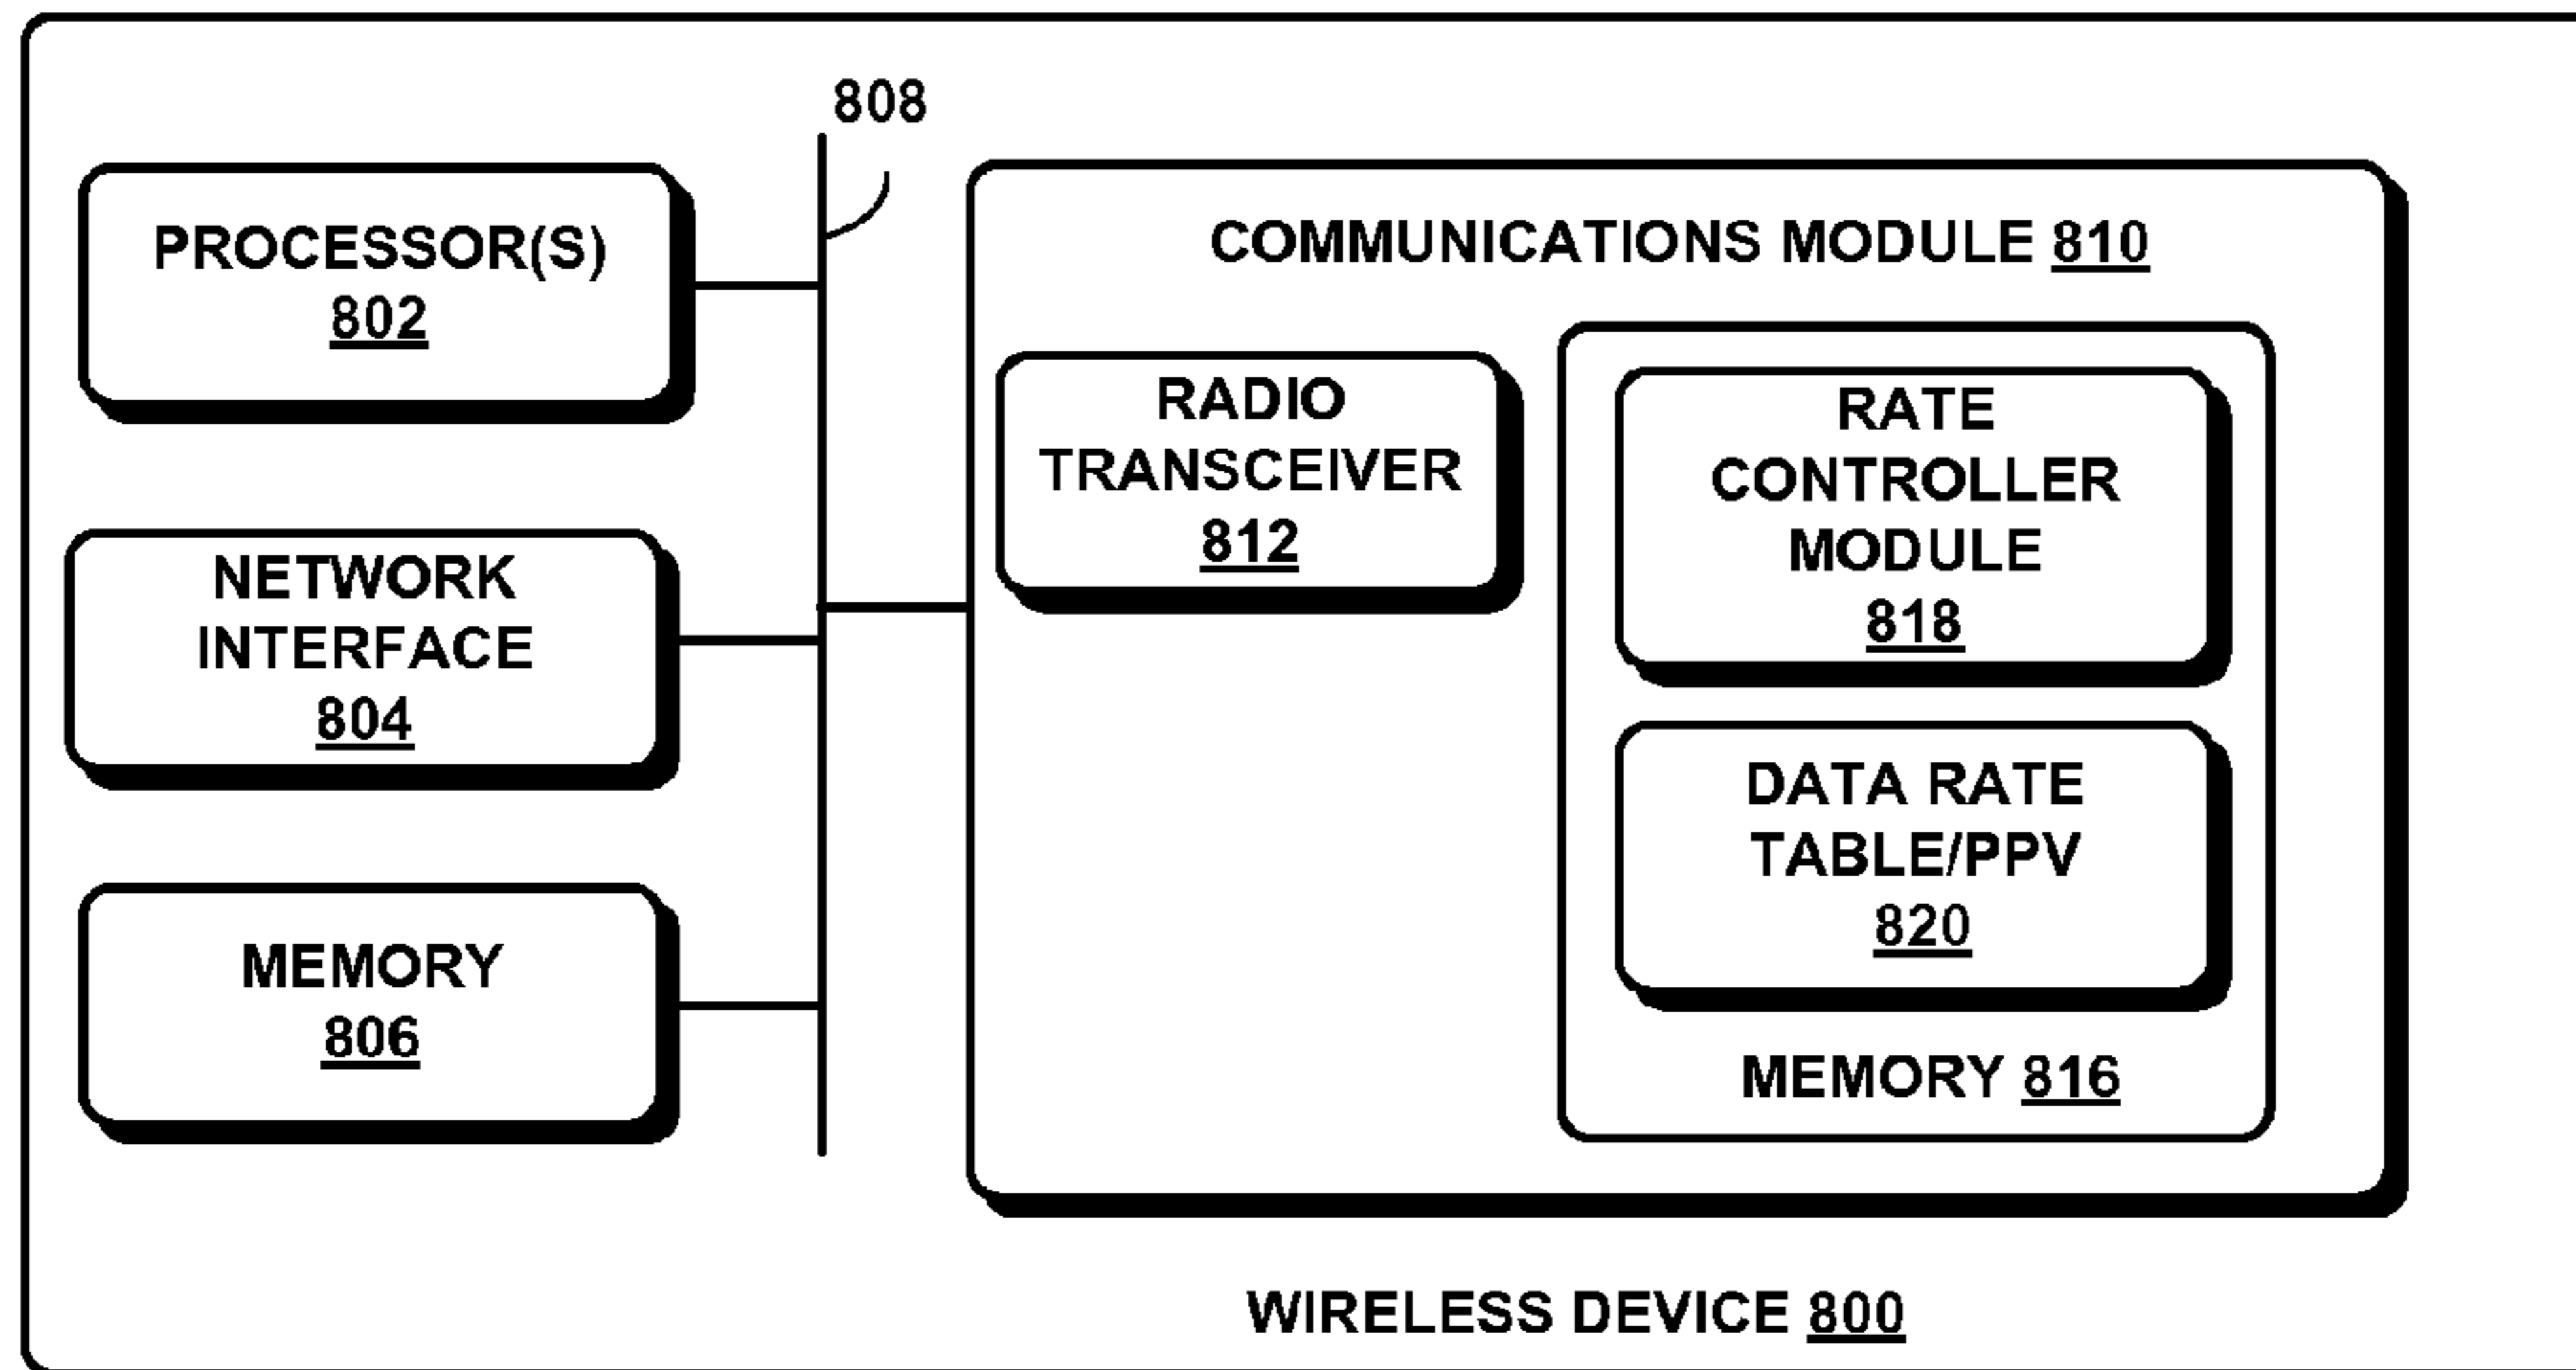 808
PROCESSOR(S)
802
NETWORK
INTERFACE
804
MEMORY
806
COMMUNICATIONS MODULE 810
RADIO
TRANSCEIVER
812
RATE
CONTROLLER
MODULE
818
DATA RATE
TABLE/PPV
820
MEMORY 816
WIRELESS DEVICE 800